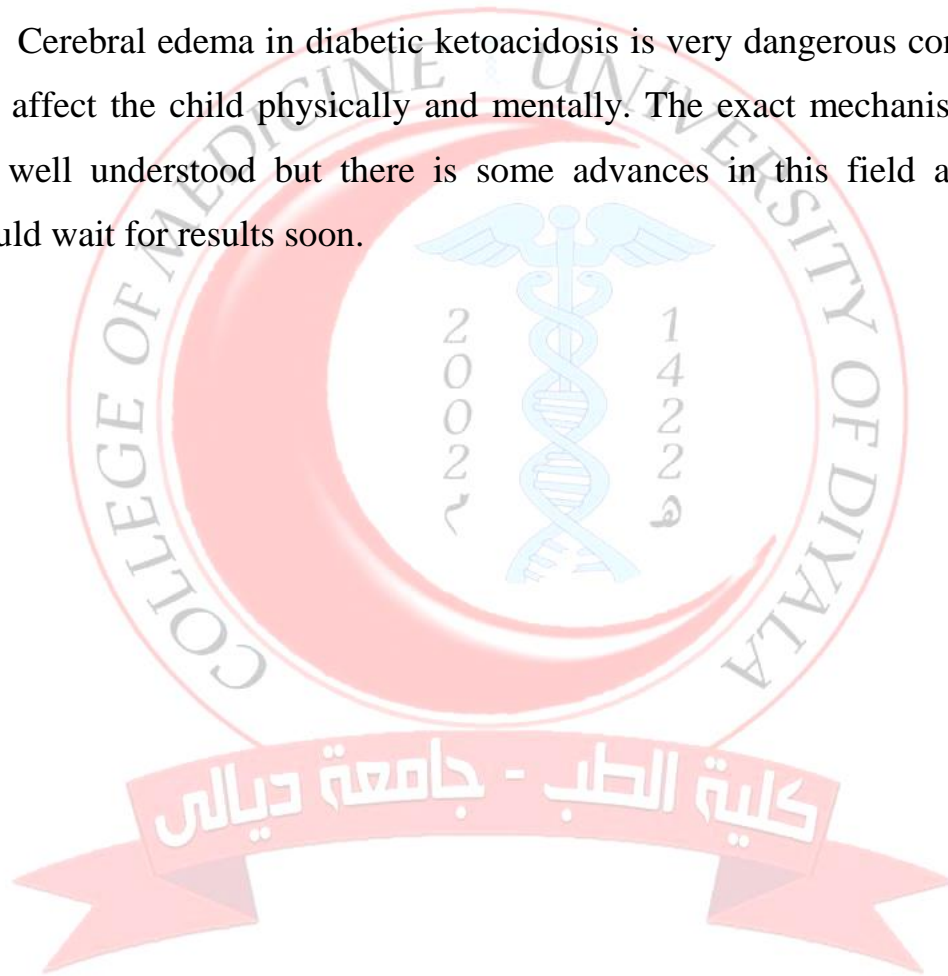 Cerebral edema in diabetic ketoacidosis is very dangerous
affect the child physically and mentally. The exact
well understood but there is some advances in this field
wait for results soon.
COLLEGE OF MEDICINE UNIVERSITY OF DIYALA
2002 م
1422 ه
كلية الطب - جامعة ديالى